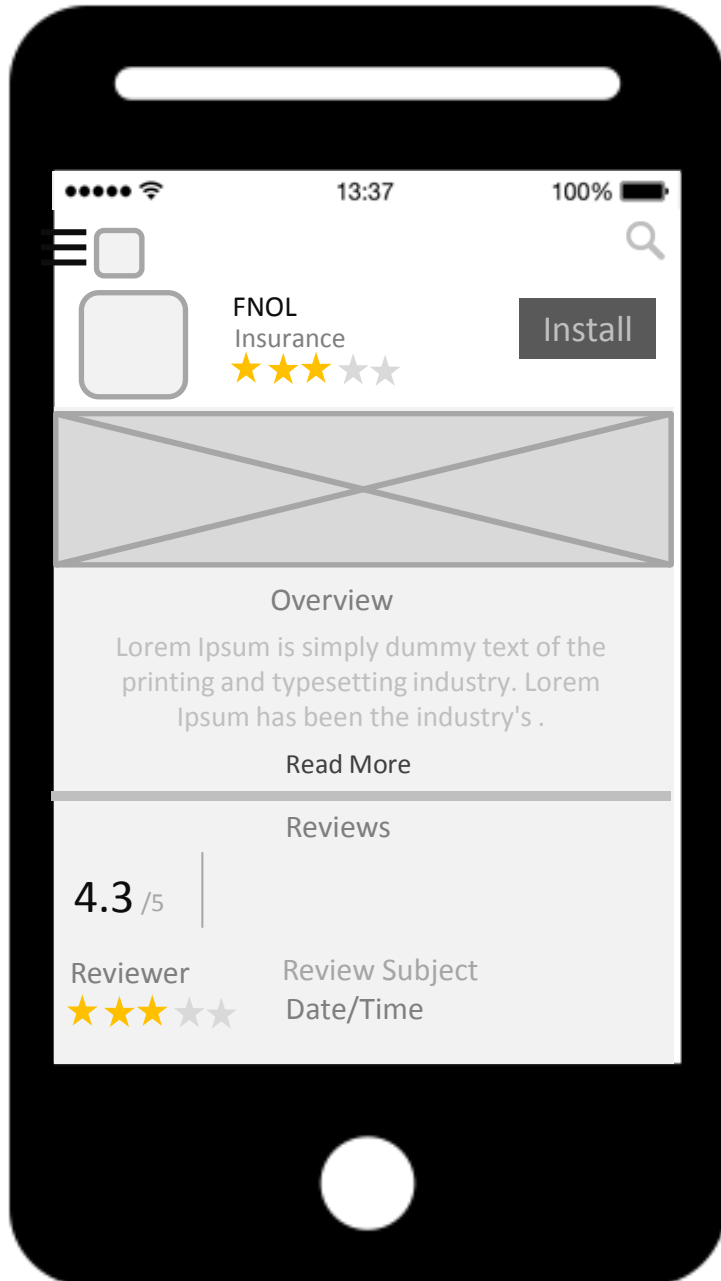 13:37
100%
FNOL
Insurance
Install
Overview
Lorem Ipsum is simply dummy text of the
printing and typesetting industry. Lorem
Ipsum has been the industry's .
Read More
Reviews
4.3 /5
Reviewer
Review Subject
Date/Time